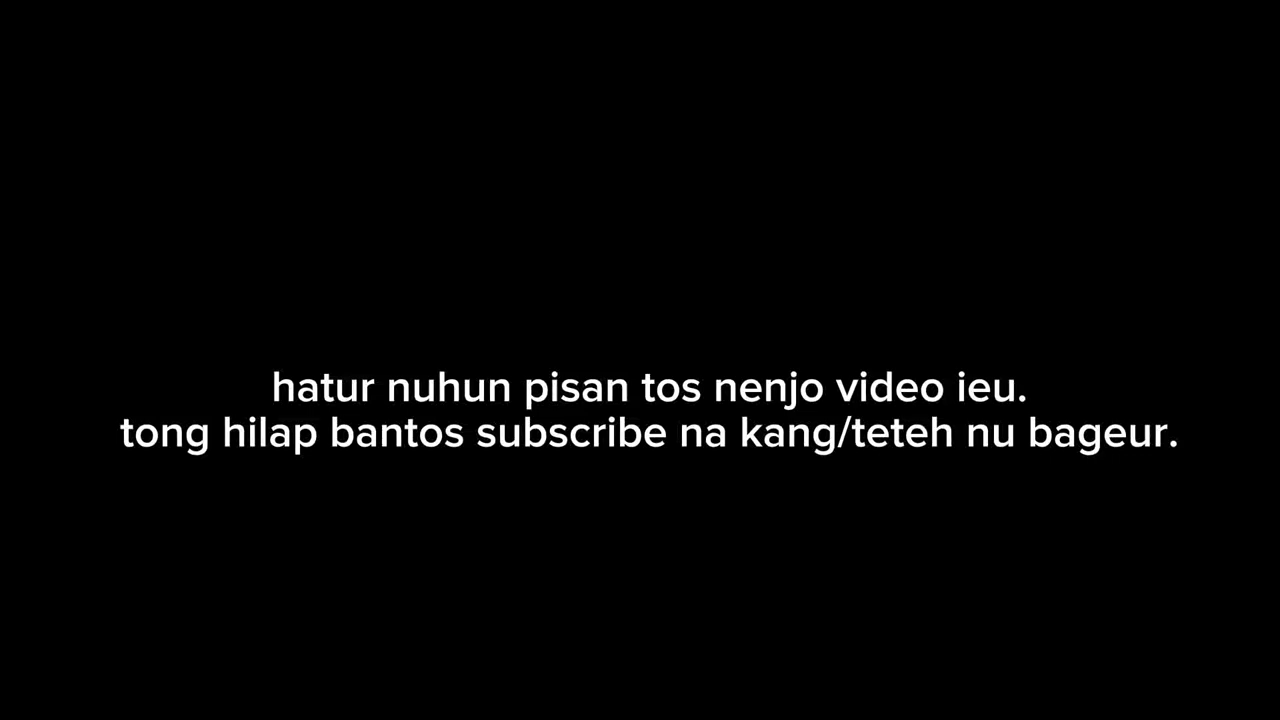 hatur nuhun pisan tos nenjo video ieu.
tong hilap bantos subscribe na kang/teteh nu bageur.